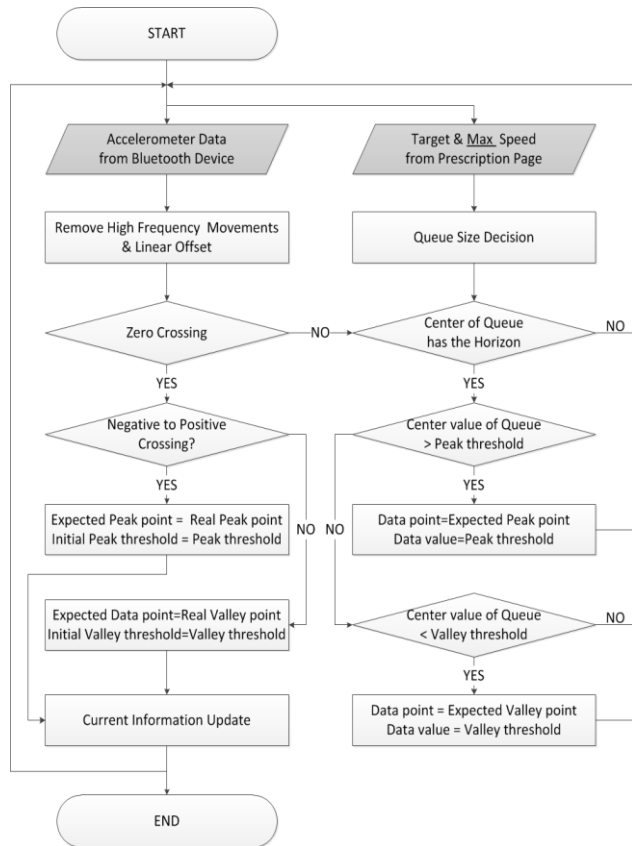 START
Accelerometer Data
from Bluetooth Device
Target & Max Speed
from Prescription Page
Remove High Frequency Movements
& Linear Offset
Queue Size Decision
Zero Crossing
NO
Center of Queue
has the Horizon
NO
YES
YES
Negative to Positive
Crossing?
Center value of Queue
> Peak threshold
YES
YES
Expected Peak point = Real Peak point
Initial Peak threshold = Peak threshold
NO
NO
Data point=Expected Peak point
Data value=Peak threshold
Expected Data point=Real Valley point
Initial Valley threshold=Valley threshold
Center value of Queue
< Valley threshold
NO
YES
Current Information Update
Data point = Expected Valley point
Data value = Valley threshold
END